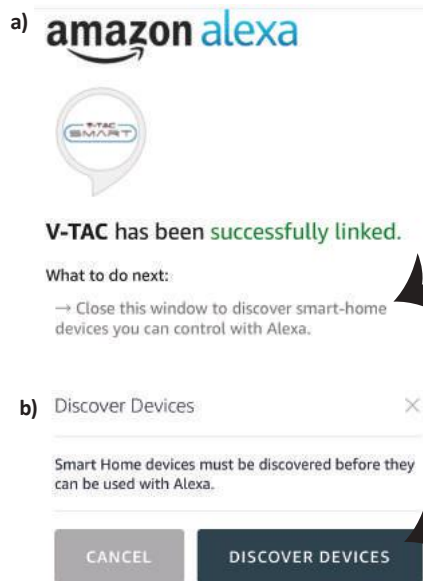 a)
amazon alexa
V-TAC
SMART
V-TAC has been successfully linked.
What to do next:
→ Close this window to discover smart-home
devices you can control with Alexa.
b) Discover Devices
Smart Home devices must be discovered before they
can be used with Alexa.
CANCEL DISCOVER DEVICES